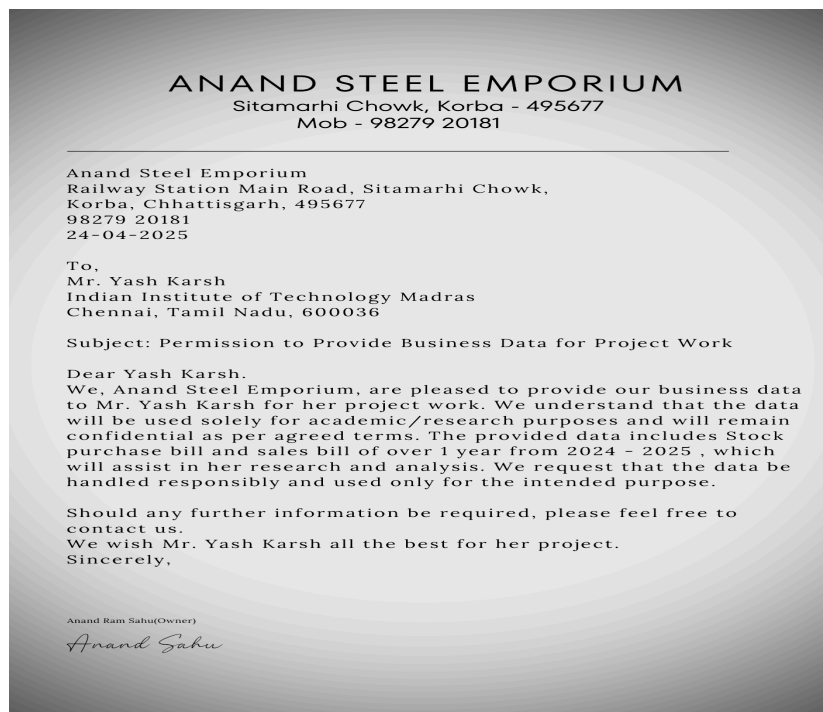 ANAND STEEL EMPORIUM
Sitamarhi Chowk, Korba - 495677
Mob - 98279 20181
Anand Steel Emporium
Railway Station Main Road, Sitamarhi Chowk,
Korba, Chhattisgarh, 495677
98279 20181
24-04-2025
To,
Mr. Yash Karsh
Indian Institute of Technology Madras
Chennai, Tamil Nadu, 600036
Subject: Permission to Provide Business Data for Project Work
Dear Yash Karsh.
We, Anand Steel Emporium, are pleased to provide our business data
to Mr. Yash Karsh for her project work. We understand that the data
will be used solely for academic/research purposes and will remain
confidential as per agreed terms. The provided data includes Stock
purchase bill and sales bill of over 1 year from 2024 - 2025 , which
will assist in her research and analysis. We request that the data be
handled responsibly and used only for the intended purpose.
Should any further information be required, please feel free to
contact us.
We wish Mr. Yash Karsh all the best for her project.
Sincerely,
Anand Ram Sahu(Owner)
Anand Sahu